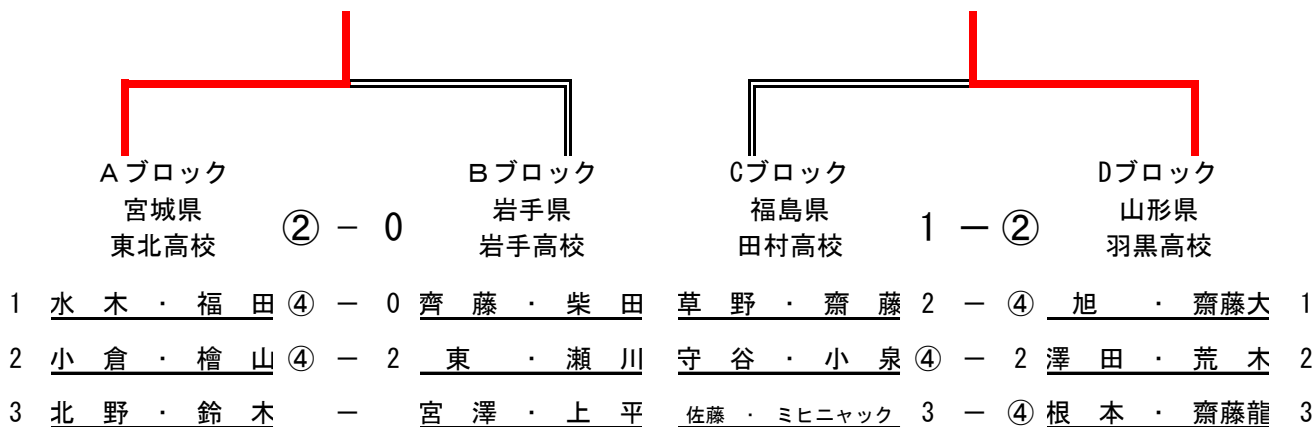 Aブロック Bブロック Cブロック Dブロック
宮城県 岩手県 福島県 山形県
東北高校 ② － 0 岩手高校 田村高校 1 － ② 羽黒高校
1 水木・福田 ④ － 0 齊藤・柴田 草野・齋藤 2 － ④ 旭・齋藤大 1
2 小倉・檜山 ④ － 2 東・瀬川 守谷・小泉 ④ － 2 澤田・荒木 2
3 北野・鈴木 － 宮澤・上平 佐藤・ミヒニャック 3 － ④ 根本・齋藤龍 3